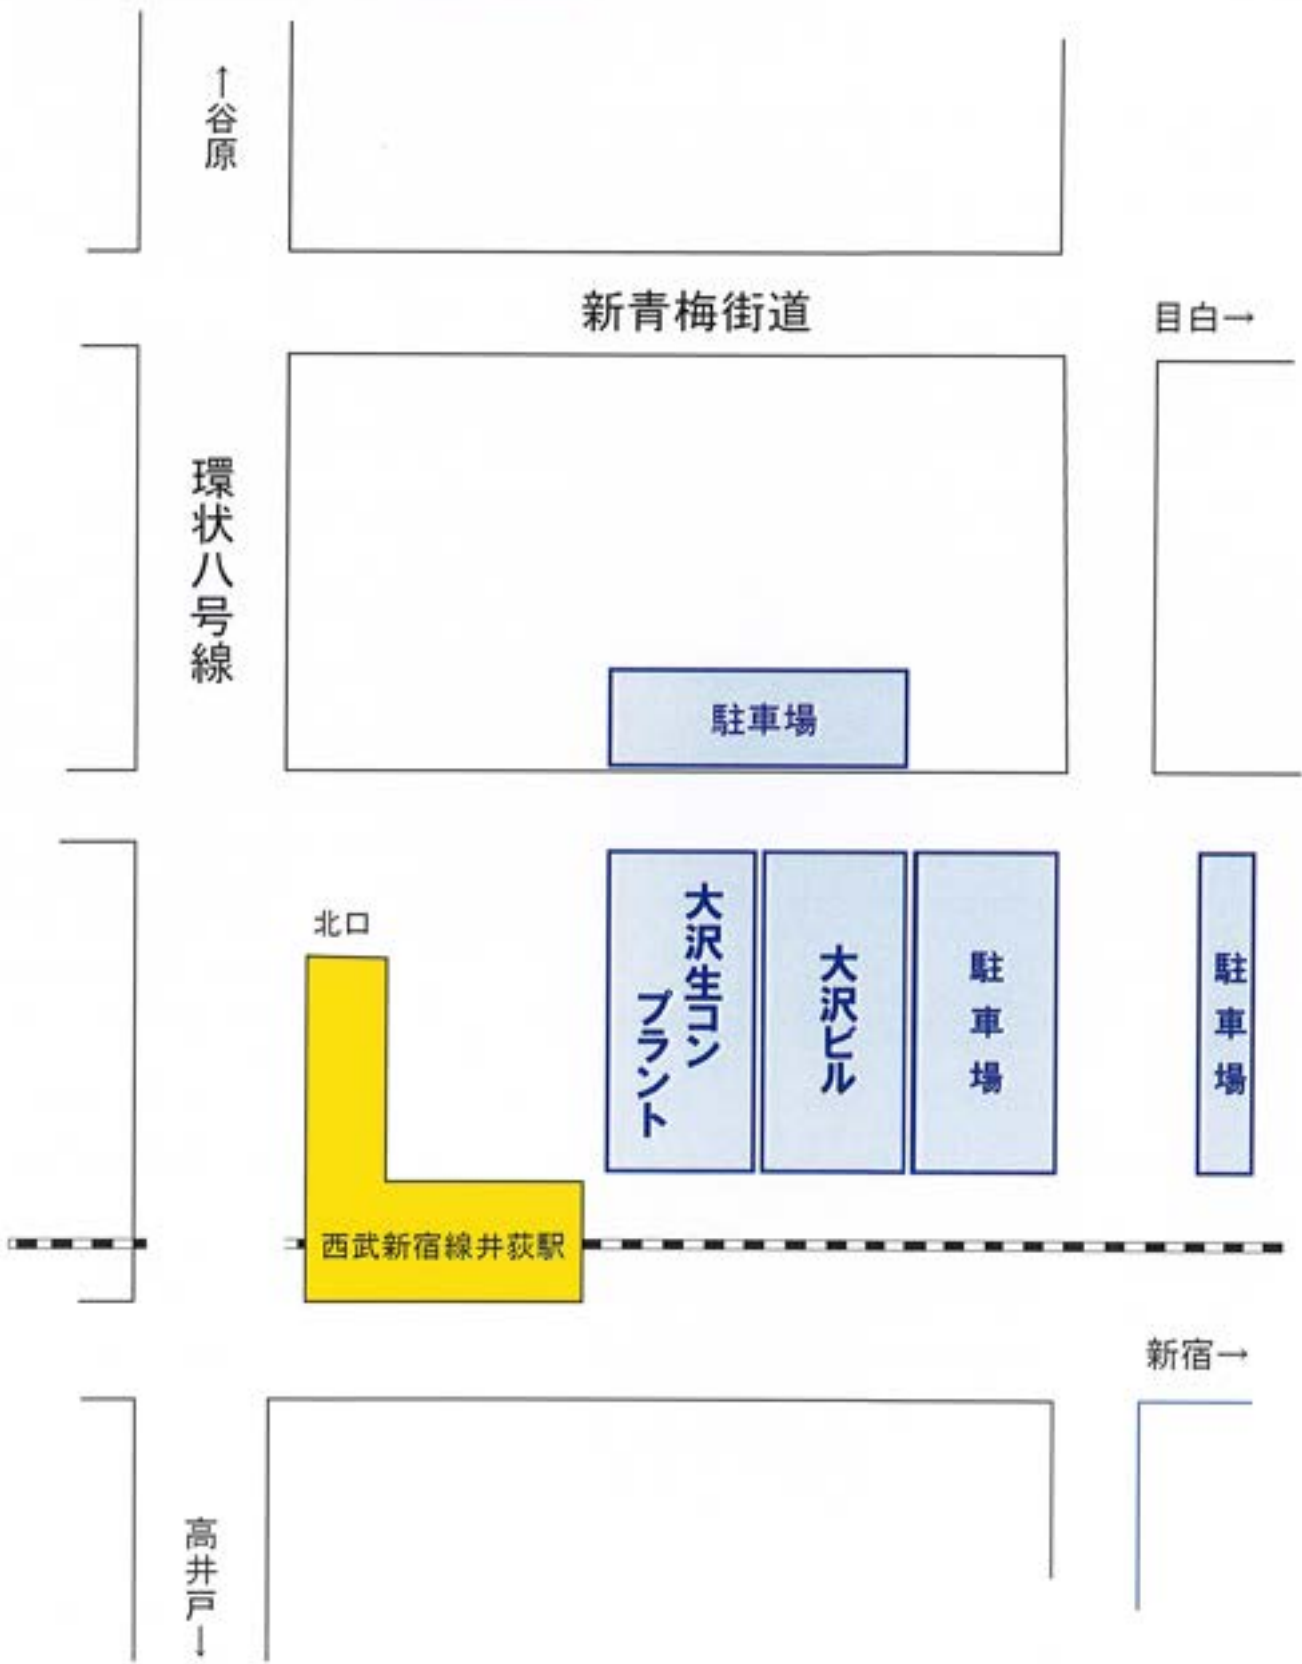 ↑谷原
新青梅街道
目白→
環状八号線
駐車場
北口
大沢生コン
プラント
大沢ビル
駐車場
駐車場
西武新宿線井荻駅
新宿→
高井戸↓